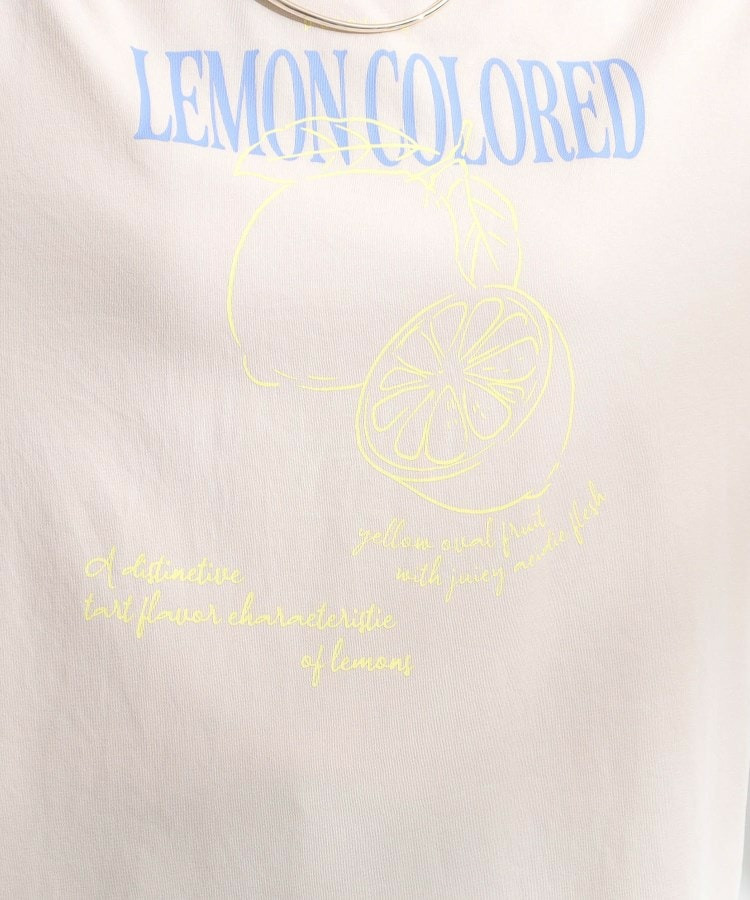 LEMON COLORED
yellow oval fruit
with juicy acidic flesh
A distinctive
tart flavor characteristic
of lemons